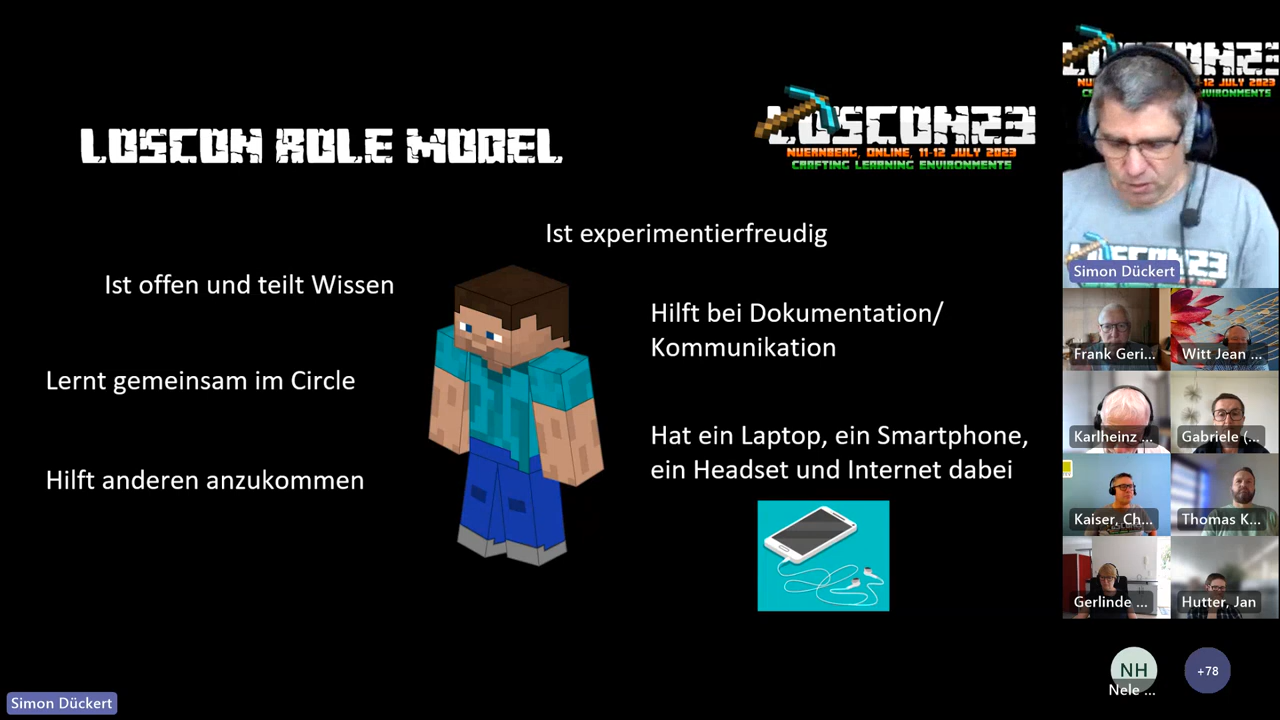 LOSCON ROLE MODEL
LOSCON23
NUERNBERG, ONLINE, 11-12 JULY 2023
CRAFTING LEARNING ENVIRONMENTS
Ist experimentierfreudig
Ist offen und teilt Wissen
Hilft bei Dokumentation/
Kommunikation
Lernt gemeinsam im Circle
Hat ein Laptop, ein Smartphone,
ein Headset und Internet dabei
Hilft anderen anzukommen
Simon Dückert
Simon Dückert
Frank Geri...
Witt Jean ...
Karlheinz ...
Gabriele (...
Kaiser, Ch...
Thomas K...
Gerlinde ...
Hutter, Jan
NH
Nele ...
+78